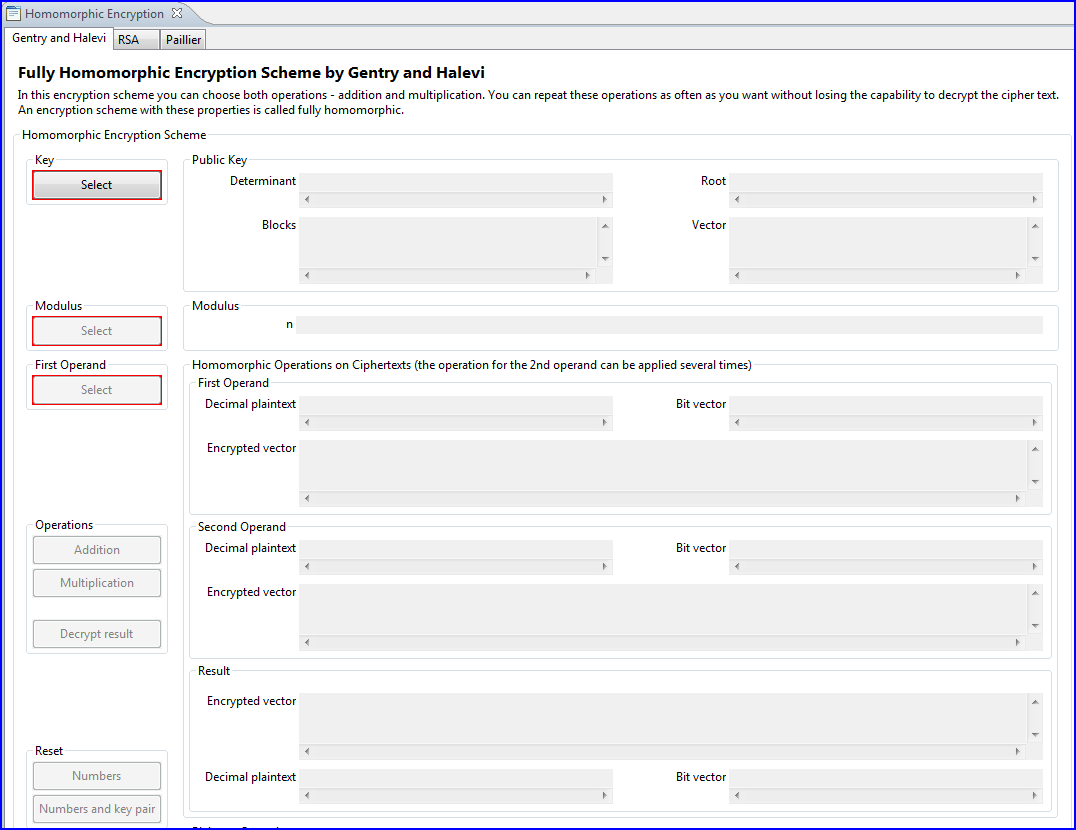 Homomorphic Encryption
Gentry and Halevi
RSA
Paillier
Fully Homomorphic Encryption Scheme by Gentry and Halevi
In this encryption scheme you can choose both operations - addition and multiplication. You can repeat these operations as often as you want without losing the capability to decrypt the cipher text.
An encryption scheme with these properties is called fully homomorphic.
Homomorphic Encryption Scheme
Key
Select
Public Key
Determinant
Root
Blocks
Vector
Modulus
Select
Modulus
n
First Operand
Select
Homomorphic Operations on Ciphertexts (the operation for the 2nd operand can be applied several times)
First Operand
Decimal plaintext
Bit vector
Encrypted vector
Operations
Addition
Multiplication
Decrypt result
Second Operand
Decimal plaintext
Bit vector
Encrypted vector
Result
Encrypted vector
Decimal plaintext
Bit vector
Reset
Numbers
Numbers and key pair